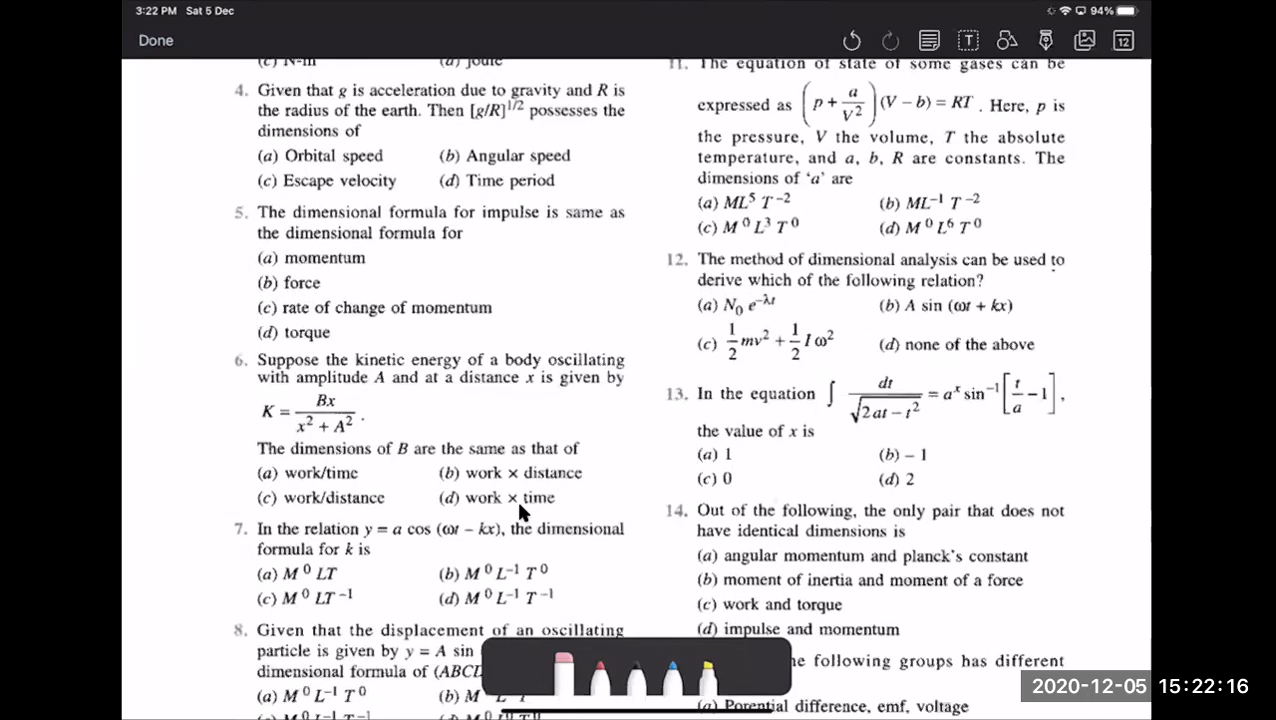 3:22 PM Sat 5 Dec
94%
Done
12
(c) N-m (d) joule
4. Given that g is acceleration due to gravity and R is
the radius of the earth. Then [g/R]^1/2 possesses the
dimensions of
(a) Orbital speed (b) Angular speed
(c) Escape velocity (d) Time period
5. The dimensional formula for impulse is same as
the dimensional formula for
(a) momentum
(b) force
(c) rate of change of momentum
(d) torque
6. Suppose the kinetic energy of a body oscillating
with amplitude A and at a distance x is given by
K = Bx / (x² + A²) .
The dimensions of B are the same as that of
(a) work/time (b) work × distance
(c) work/distance (d) work × time
7. In the relation y = a cos (ωt − kx), the dimensional
formula for k is
(a) M⁰ LT (b) M⁰ L⁻¹ T⁰
(c) M⁰ LT⁻¹ (d) M⁰ L⁻¹ T⁻¹
8. Given that the displacement of an oscillating
particle is given by y = A sin
dimensional formula of (ABCD
(a) M⁰ L⁻¹ T⁰ (b) M
11. The equation of state of some gases can be
expressed as (p + a/V²) (V − b) = RT . Here, p is
the pressure, V the volume, T the absolute
temperature, and a, b, R are constants. The
dimensions of ‘a’ are
(a) ML⁵ T⁻² (b) ML⁻¹ T⁻²
(c) M⁰ L³ T⁰ (d) M⁰ L⁶ T⁰
12. The method of dimensional analysis can be used to
derive which of the following relation?
(a) N₀ e^−λt (b) A sin (ωt + kx)
(c) 1/2 mv² + 1/2 I ω² (d) none of the above
13. In the equation ∫ dt / √(2at − t²) = aˣ sin⁻¹ [t/a − 1],
the value of x is
(a) 1 (b) − 1
(c) 0 (d) 2
14. Out of the following, the only pair that does not
have identical dimensions is
(a) angular momentum and planck's constant
(b) moment of inertia and moment of a force
(c) work and torque
(d) impulse and momentum
he following groups has different
(a) Potential difference, emf, voltage
2020-12-05 15:22:16